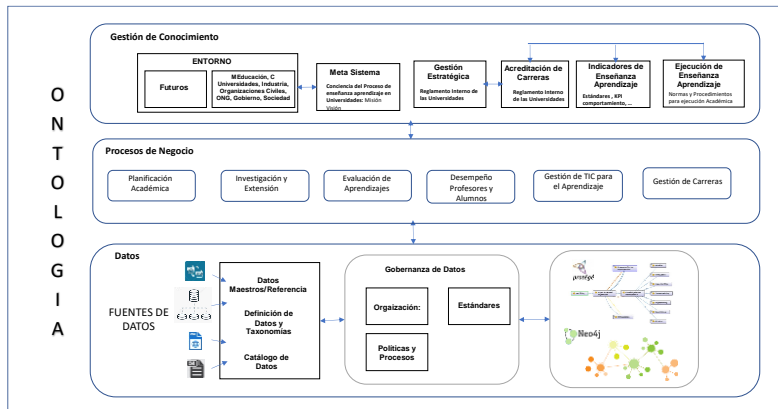 Gestión de Conocimiento
ENTORNO
Futuros
MEducación, C
Universidades, Industria,
Organizaciones Civiles,
ONG, Gobierno, Sociedad
Meta Sistema
Conciencia del Proceso de
enseñanza aprendizaje en
Universidades: Misión
Visión
Gestión
Estratégica
Reglamento interno de
las Universidades
Acreditación de
Carreras
Reglamento Interno
de las Universidades
Indicadores de
Enseñanza
Aprendizaje
Estándares , KPI
comportamiento, ...
Ejecución de
Enseñanza
Aprendizaje
Normas y Procedimientos
para ejecución Académica
ONTOLOGIA
Procesos de Negocio
Planificación
Académica
Investigación y
Extensión
Evaluación de
Aprendizajes
Desempeño
Profesores y
Alumnos
Gestión de TIC para
el Aprendizaje
Gestión de Carreras
Datos
FUENTES DE
DATOS
Datos
Maestros/Referencia
Definición de
Datos y
Taxonomías
Catálogo de
Datos
Gobernanza de Datos
Orgaización:
Estándares
Políticas y
Procesos
protégé
Neo4j